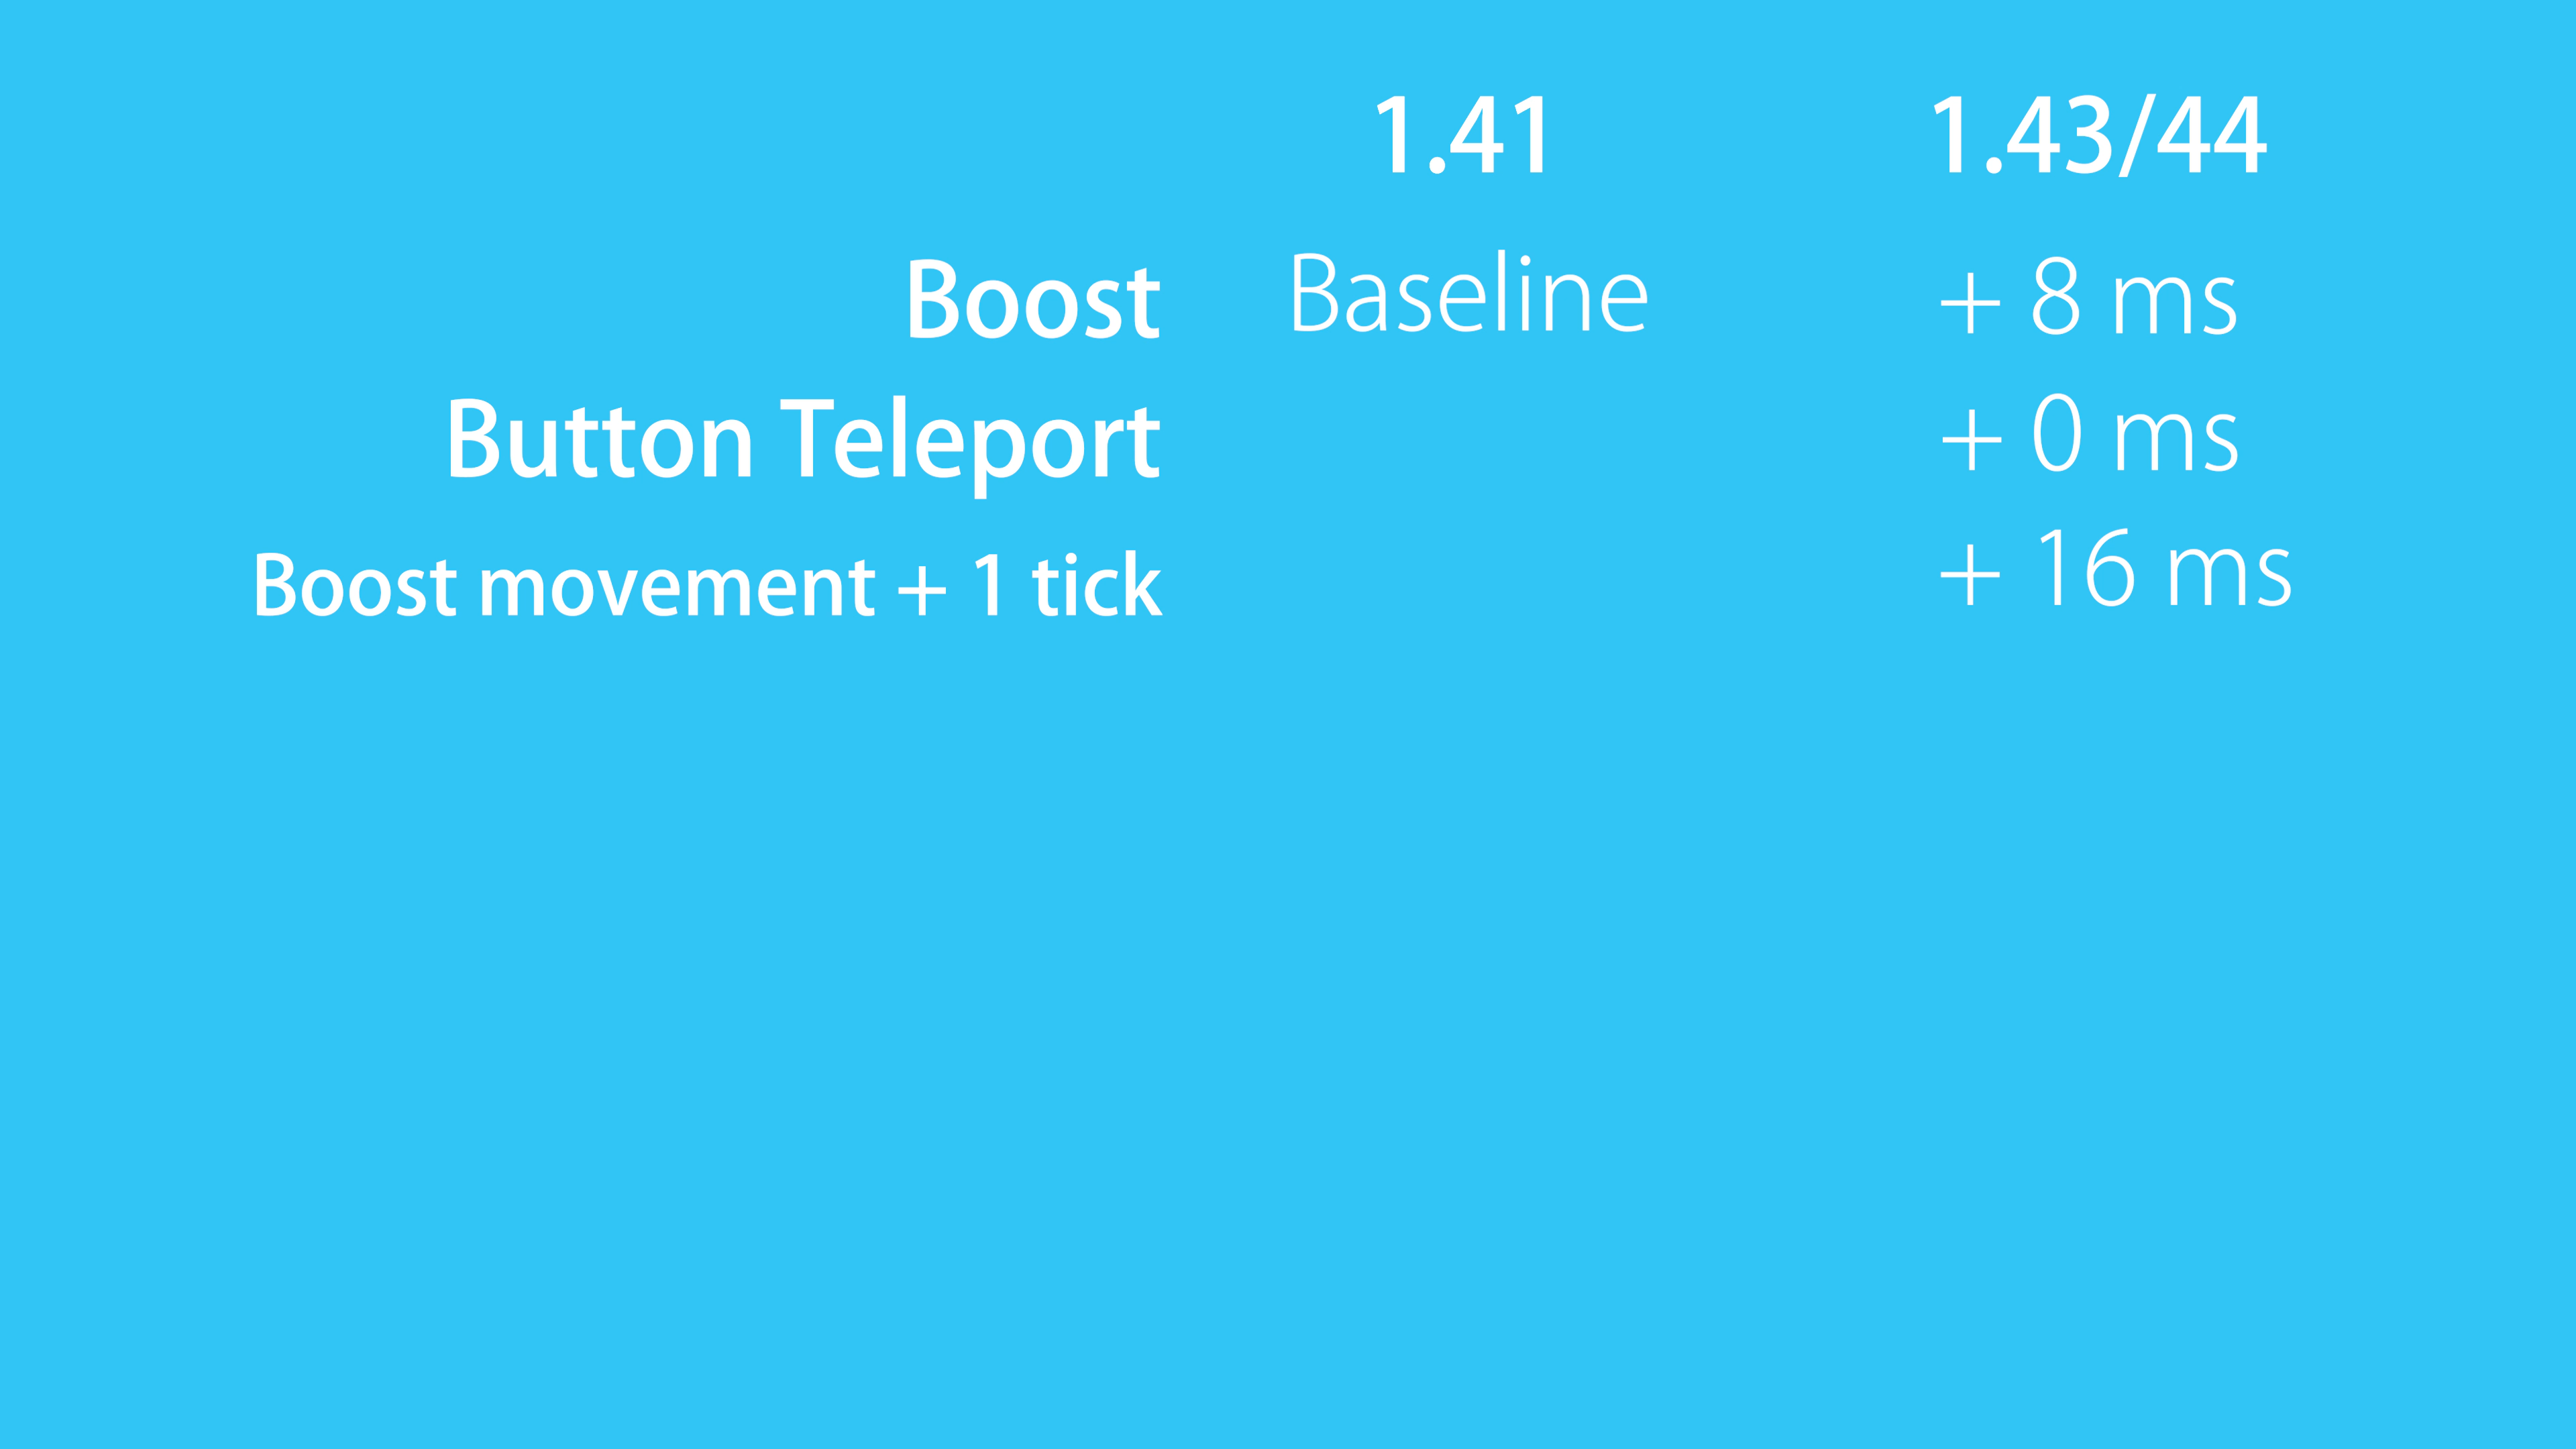 1.41 1.43/44
Boost Baseline + 8 ms
Button Teleport + 0 ms
Boost movement + 1 tick + 16 ms